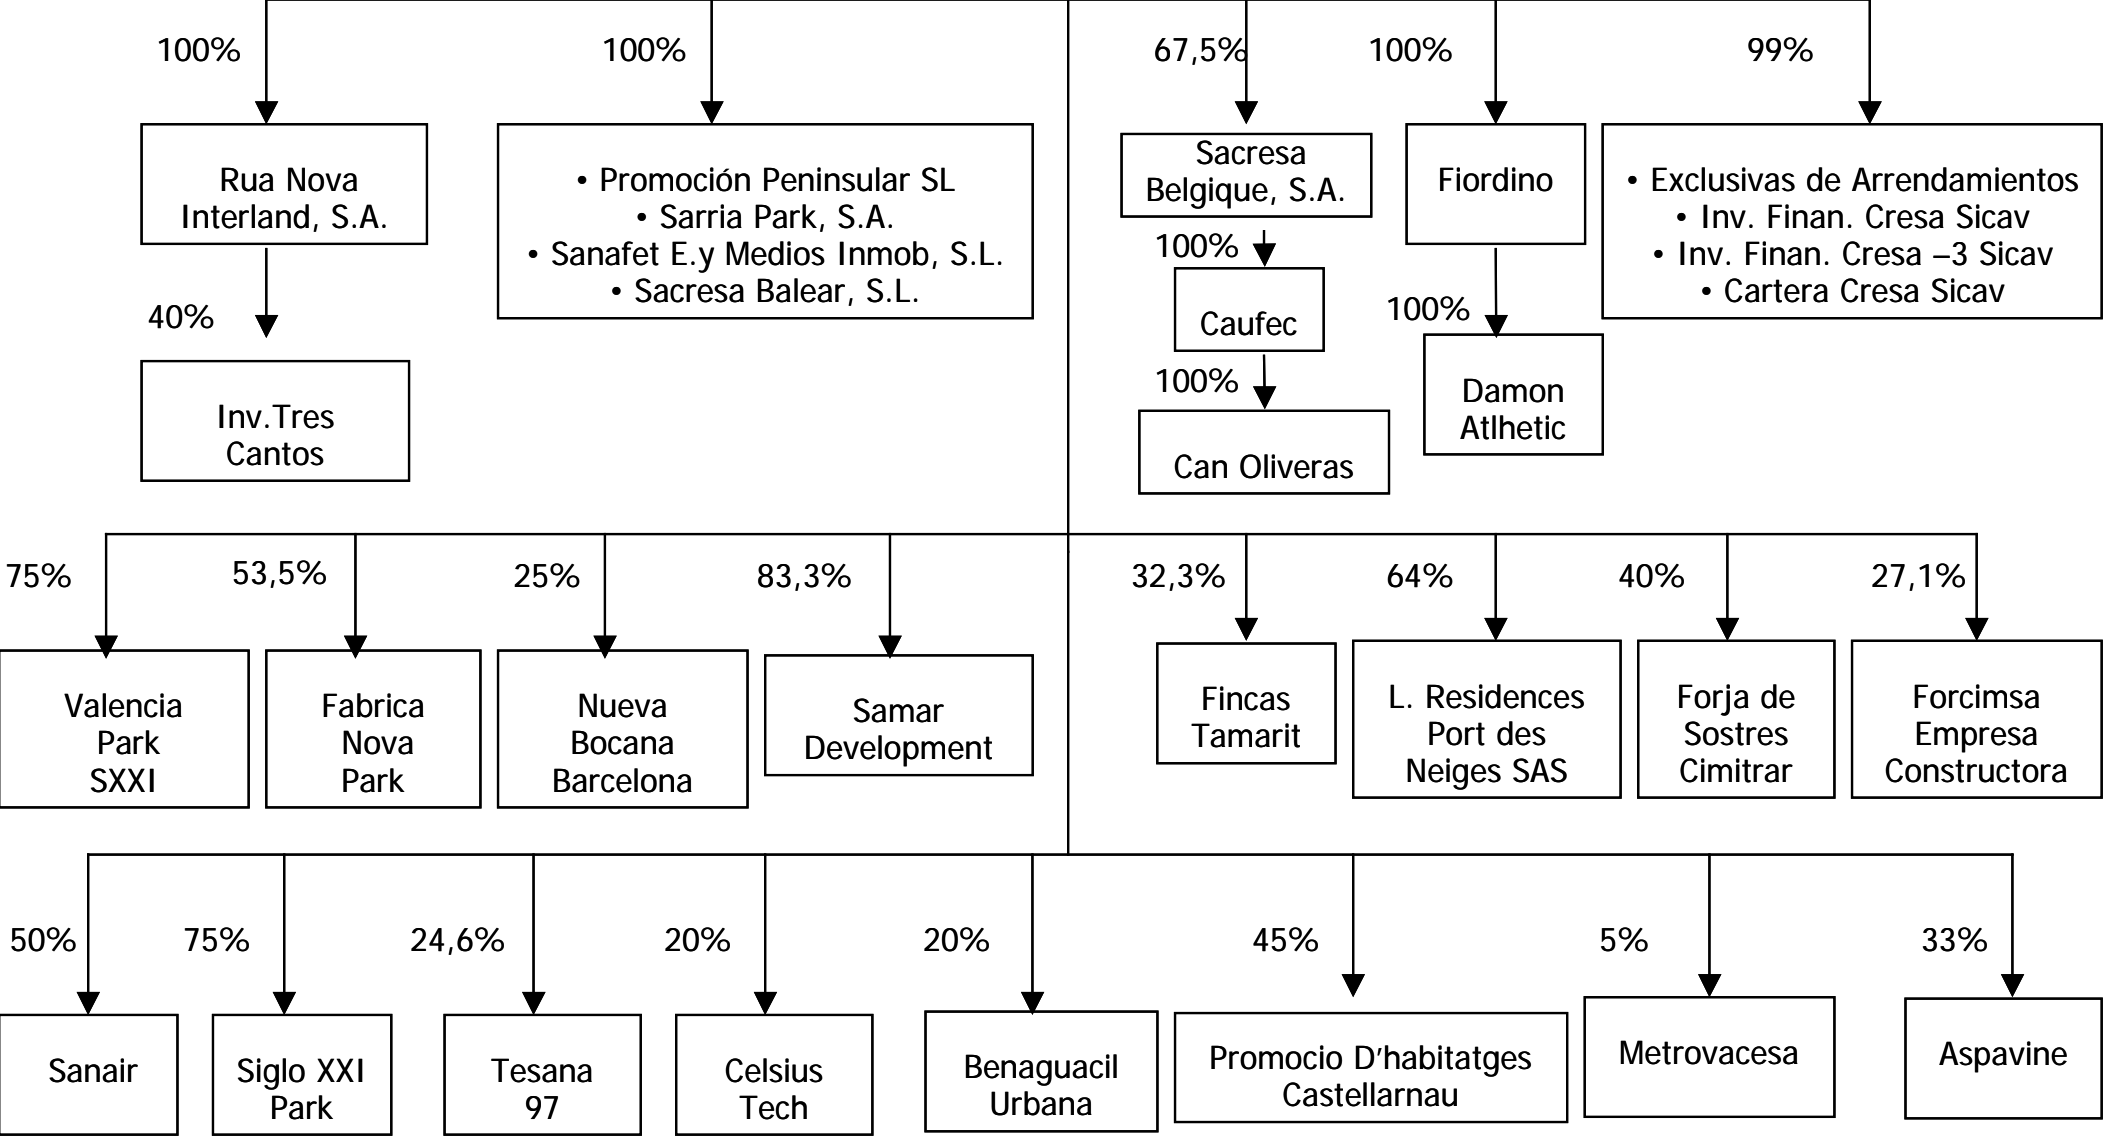 100%
100%
67,5%
100%
99%
Rua Nova
Interland, S.A.
• Promoción Peninsular SL
• Sarria Park, S.A.
• Sanafet E.y Medios Inmob, S.L.
• Sacresa Balear, S.L.
Sacresa
Belgique, S.A.
Fiordino
• Exclusivas de Arrendamientos
• Inv. Finan. Cresa Sicav
• Inv. Finan. Cresa –3 Sicav
• Cartera Cresa Sicav
40%
100%
100%
Inv.Tres
Cantos
Caufec
Damon
Atlhetic
100%
Can Oliveras
75%
53,5%
25%
83,3%
32,3%
64%
40%
27,1%
Valencia
Park
SXXI
Fabrica
Nova
Park
Nueva
Bocana
Barcelona
Samar
Development
Fincas
Tamarit
L. Residences
Port des
Neiges SAS
Forja de
Sostres
Cimitrar
Forcimsa
Empresa
Constructora
50%
75%
24,6%
20%
20%
45%
5%
33%
Sanair
Siglo XXI
Park
Tesana
97
Celsius
Tech
Benaguacil
Urbana
Promocio D’habitatges
Castellarnau
Metrovacesa
Aspavine